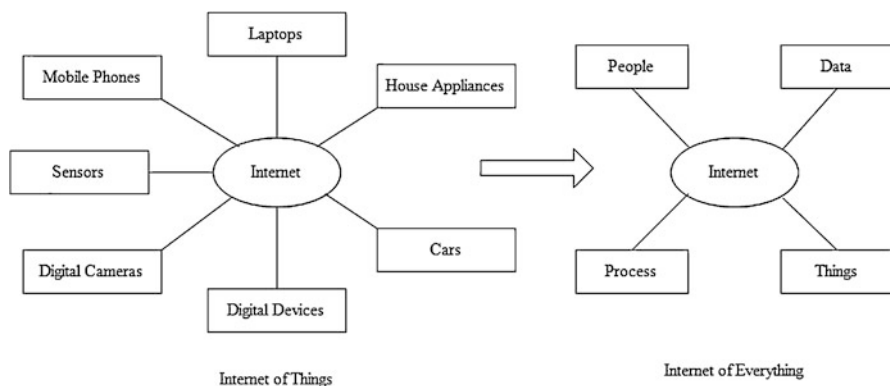 Laptops
Mobile Phones
House Appliances
Sensors
Internet
Digital Cameras
Cars
Digital Devices
Internet of Things
People
Data
Internet
Process
Things
Internet of Everything